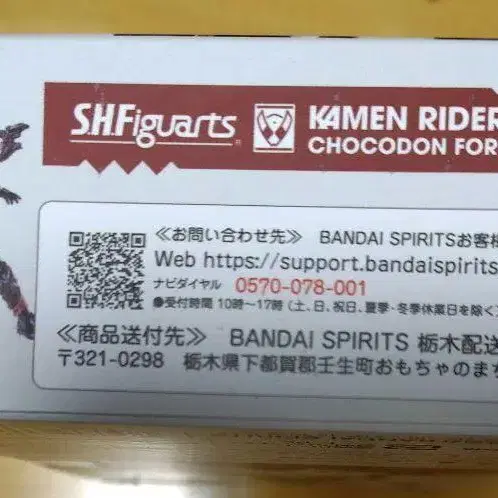 S.H.Figuarts KAMEN RIDER
CHOCODON FOR
≪お問い合わせ先≫ BANDAI SPIRITSお客様
Web https://support.bandaispirits
ナビダイヤル 0570-078-001
●受付時間 10時～17時 (土、日、祝日、夏季・冬季休業日を除く)
≪商品送付先≫ BANDAI SPIRITS 栃木配送
〒321-0298 栃木県下都賀郡壬生町おもちゃのまち